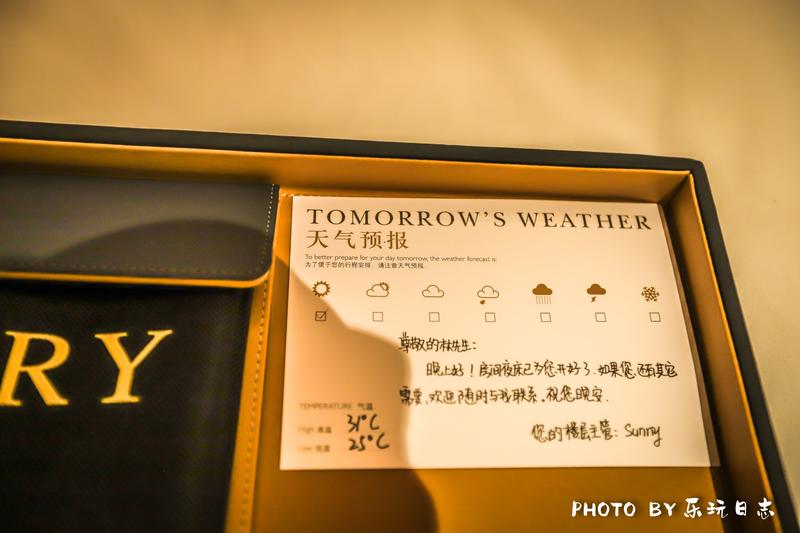 TOMORROW'S WEATHER
天气预报
To better prepare for your day tomorrow, the weather forecast is:
为了便于您的行程安排，请注意天气预报：
RY
尊敬的林先生：
晚上好！房间夜床已为您开好了，如果您还有其它
需要，欢迎随时与我联系。祝您晚安.
TEMPERATURE 气温
High 高温 31°C
Low 低温 25°C
您的楼层主管：Sunny
PHOTO BY 乐玩日志